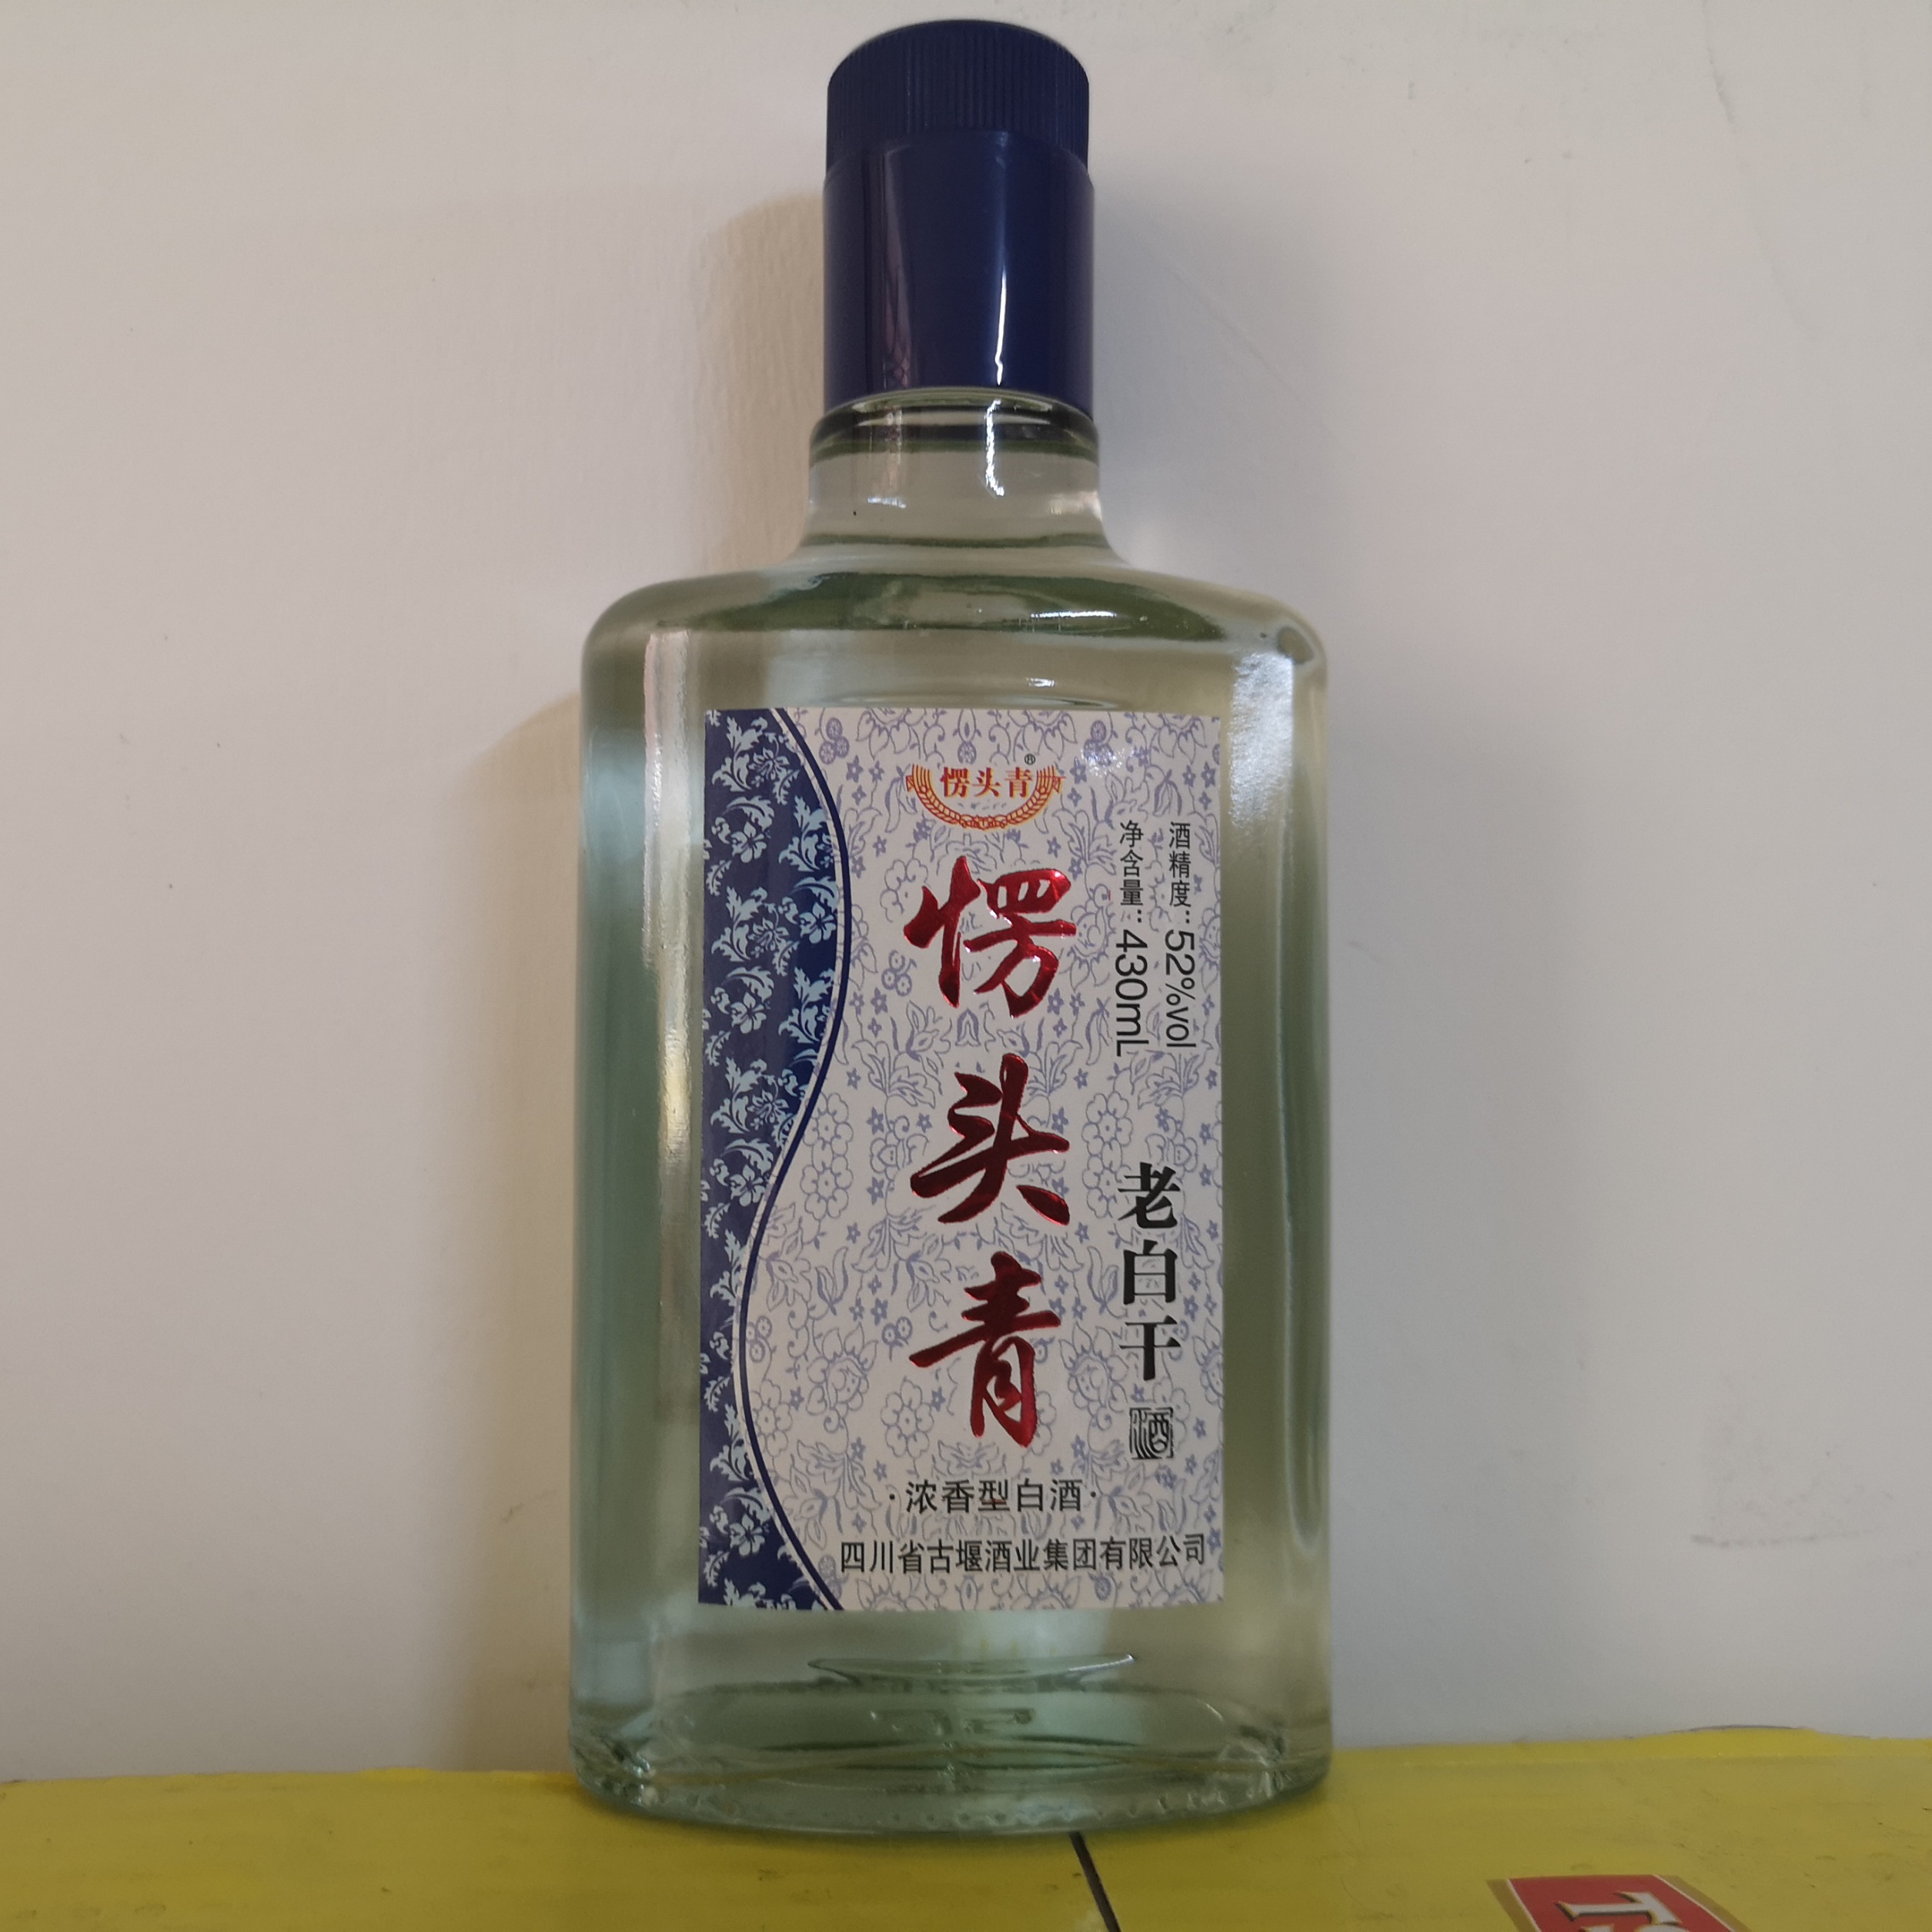 愣头青®
愣头青
酒精度：52%vol
净含量：430mL
老白干
酒
·浓香型白酒·
四川省古堰酒业集团有限公司